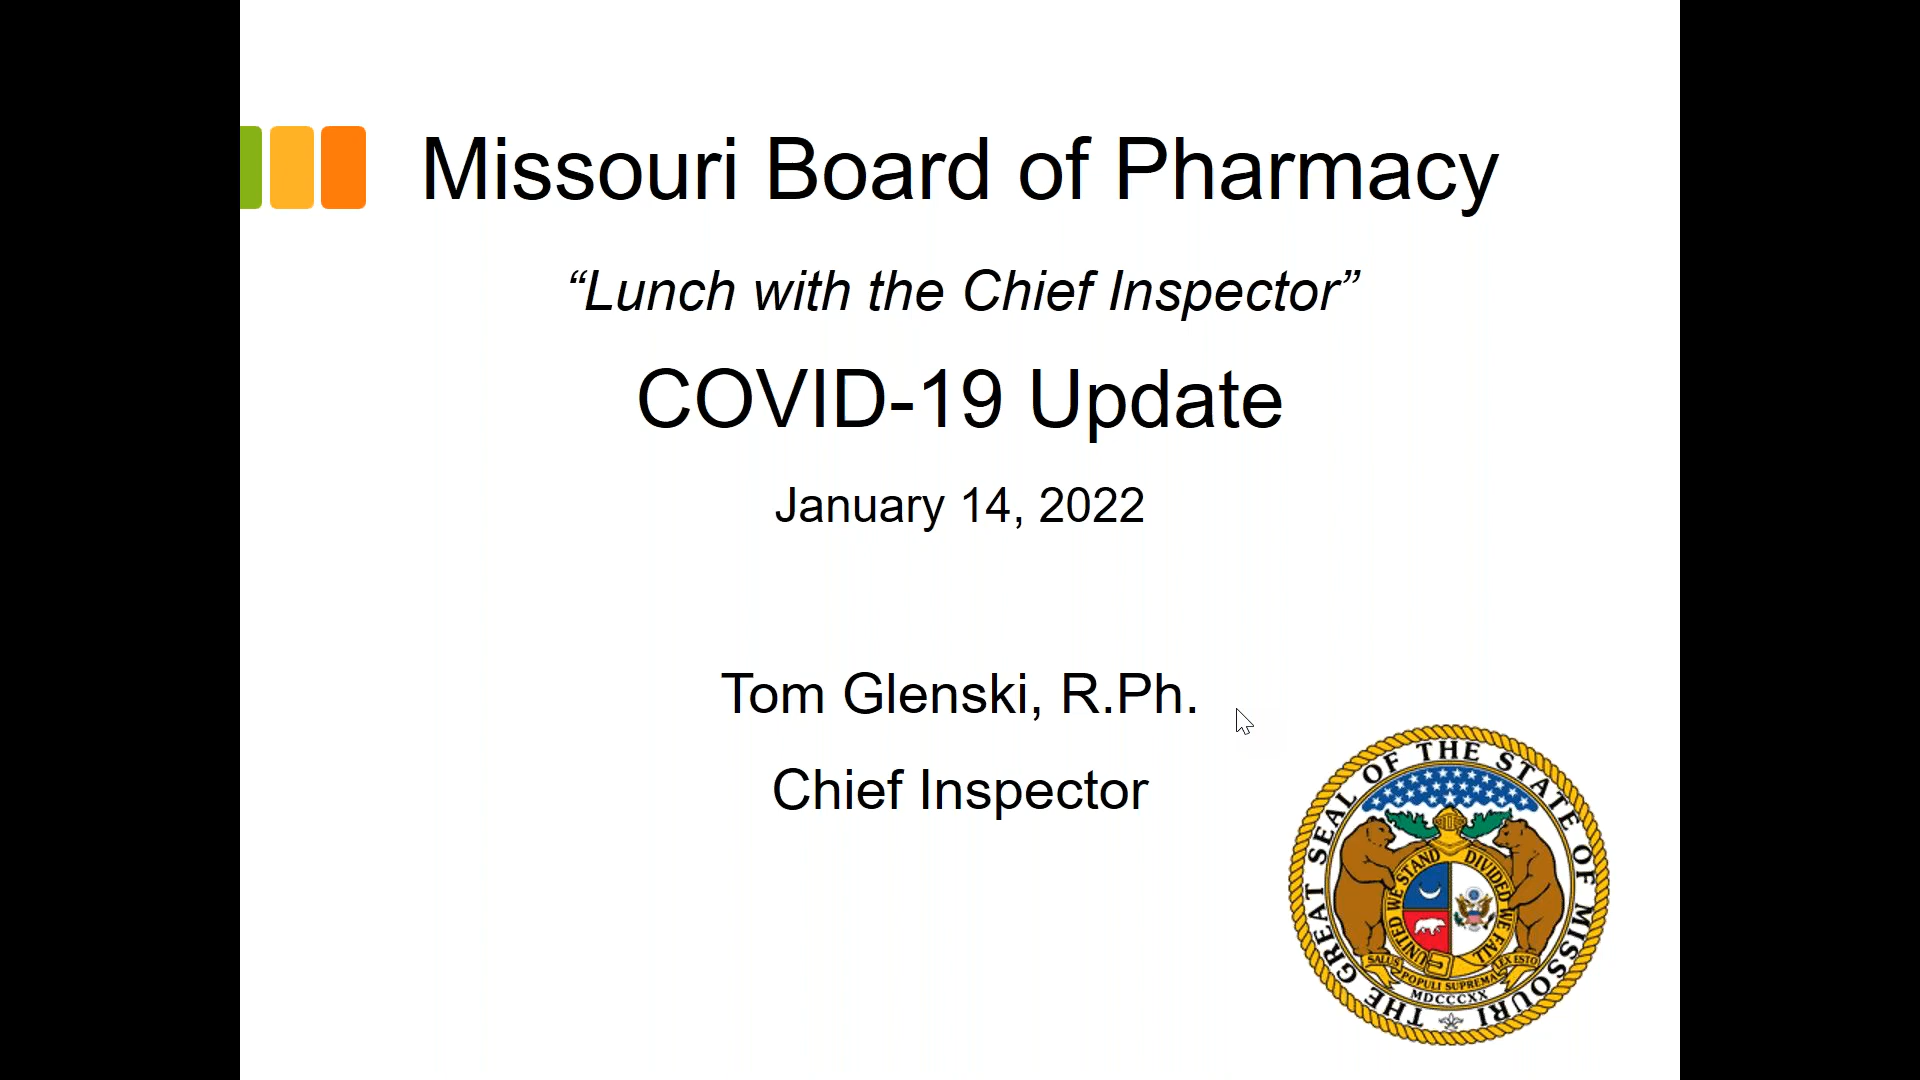 Missouri Board of Pharmacy
“Lunch with the Chief Inspector”
COVID-19 Update
January 14, 2022
Tom Glenski, R.Ph.
Chief Inspector
THE GREAT SEAL OF THE STATE OF MISSOURI
UNITED WE STAND DIVIDED WE FALL
SALUS POPULI SUPREMA EX ESTO
MDCCCXX